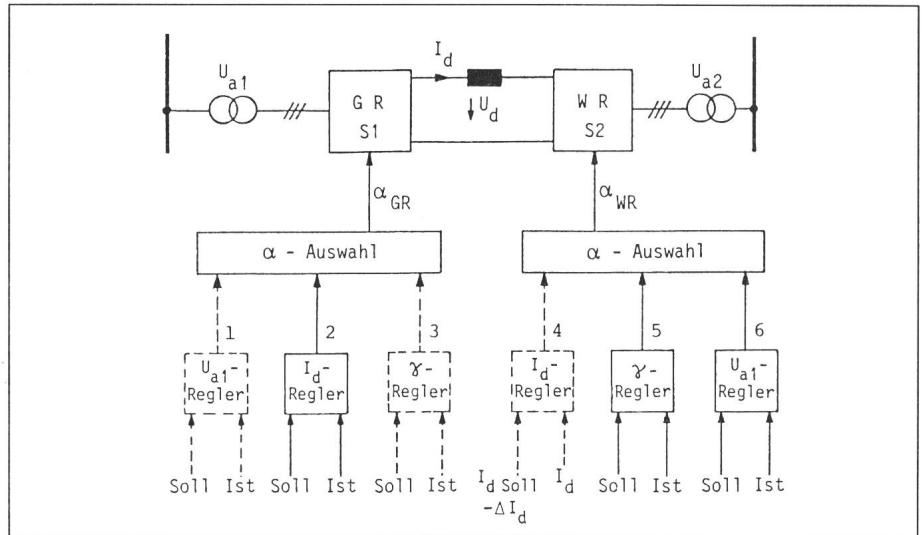 I_d
U_a1
U_a2
G R
S1
U_d
W R
S2
///
///
α_GR
α_WR
α - Auswahl
α - Auswahl
1
2
3
4
5
6
U_a1-
Regler
I_d-
Regler
γ-
Regler
I_d-
Regler
γ-
Regler
U_a1-
Regler
Soll Ist
Soll Ist
Soll Ist
I_d Soll I_d
-ΔI_d
Soll Ist
Soll Ist